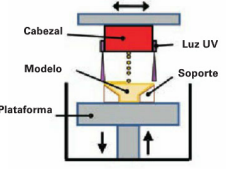 Cabezal
Luz UV
Modelo
Soporte
Plataforma